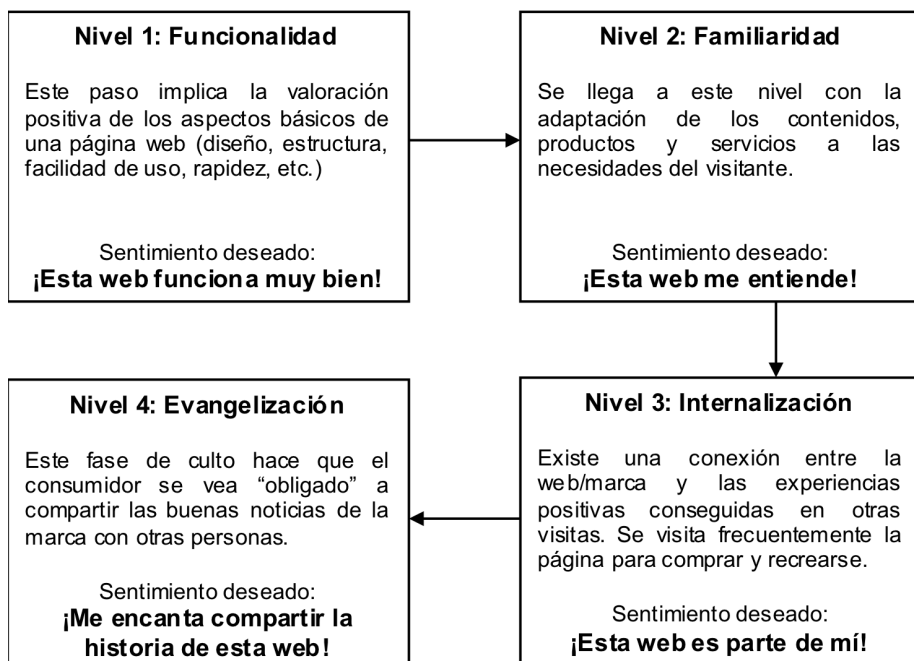 Nivel 1: Funcionalidad
Este paso implica la valoración
positiva de los aspectos básicos de
una página web (diseño, estructura,
facilidad de uso, rapidez, etc.)
Sentimiento deseado:
¡Esta web funciona muy bien!
Nivel 2: Familiaridad
Se llega a este nivel con la
adaptación de los contenidos,
productos y servicios a las
necesidades del visitante.
Sentimiento deseado:
¡Esta web me entiende!
Nivel 3: Internalización
Existe una conexión entre la
web/marca y las experiencias
positivas conseguidas en otras
visitas. Se visita frecuentemente la
página para comprar y recrearse.
Sentimiento deseado:
¡Esta web es parte de mí!
Nivel 4: Evangelización
Este fase de culto hace que el
consumidor se vea “obligado” a
compartir las buenas noticias de la
marca con otras personas.
Sentimiento deseado:
¡Me encanta compartir la
historia de esta web!